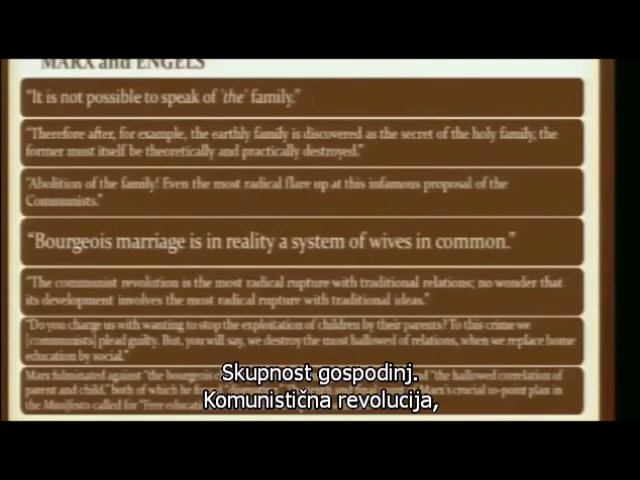 MARX and ENGELS
"It is not possible to speak of 'the' family."
"Therefore after, for example, the earthly family is discovered as the secret of the holy family, the
former must itself be theoretically and practically destroyed."
"Abolition of the family! Even the most radical flare up at this infamous proposal of the
Communists."
"Bourgeois marriage is in reality a system of wives in common."
"The communist revolution is the most radical rupture with traditional relations; no wonder that
its development involves the most radical rupture with traditional ideas."
"Do you charge us with wanting to stop the exploitation of children by their parents? To this crime we
[communists] plead guilty. But, you will say, we destroy the most hallowed of relations, when we replace home
education by social."
Marx fulminated against "the bourgeois "the hallowed correlation of
parent and child," both of which he Marx's crucial 10-point plan in
the Manifesto called for "Free
Skupnost gospodinj.
Komunistična revolucija,